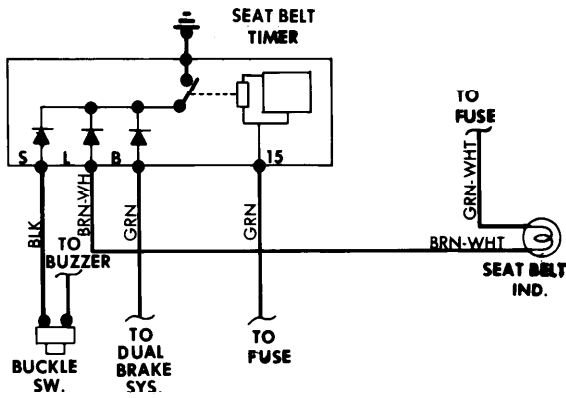 SEAT BELT
TIMER
TO
FUSE
S
L
B
15
BLK
BRN-WH
GRN
GRN
GRN-WHT
BRN-WHT
TO
BUZZER
SEAT BELT
IND.
TO
DUAL
BRAKE
SYS.
TO
FUSE
BUCKLE
SW.